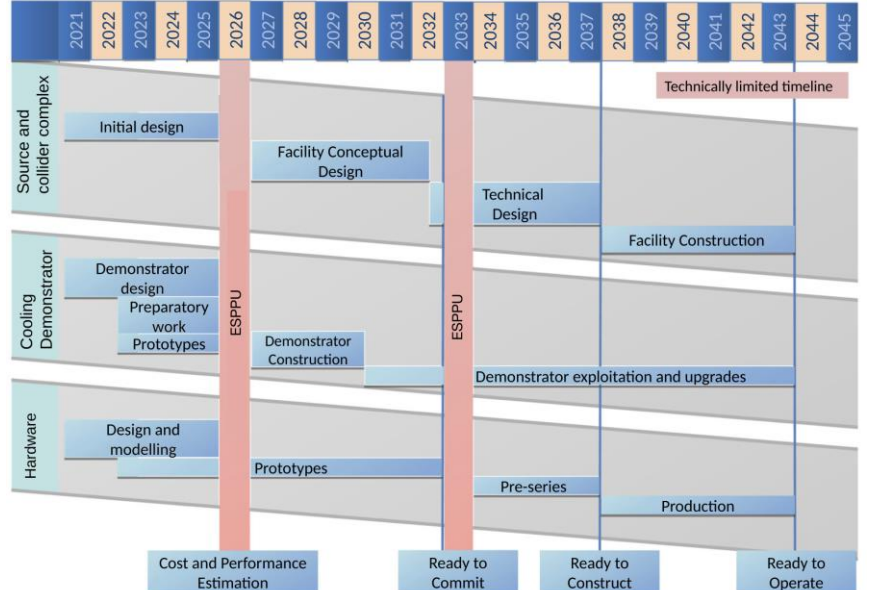 2021 2022 2023 2024 2025 2026 2027 2028 2029 2030 2031 2032 2033 2034 2035 2036 2037 2038 2039 2040 2041 2042 2043 2044 2045
Technically limited timeline
Source and
collider complex
Initial design
Facility Conceptual
Design
Technical
Design
Facility Construction
Cooling
Demonstrator
Demonstrator
design
Preparatory
work
Prototypes
ESPPU
Demonstrator
Construction
ESPPU
Demonstrator exploitation and upgrades
Hardware
Design and
modelling
Prototypes
Pre-series
Production
Cost and Performance
Estimation
Ready to
Commit
Ready to
Construct
Ready to
Operate